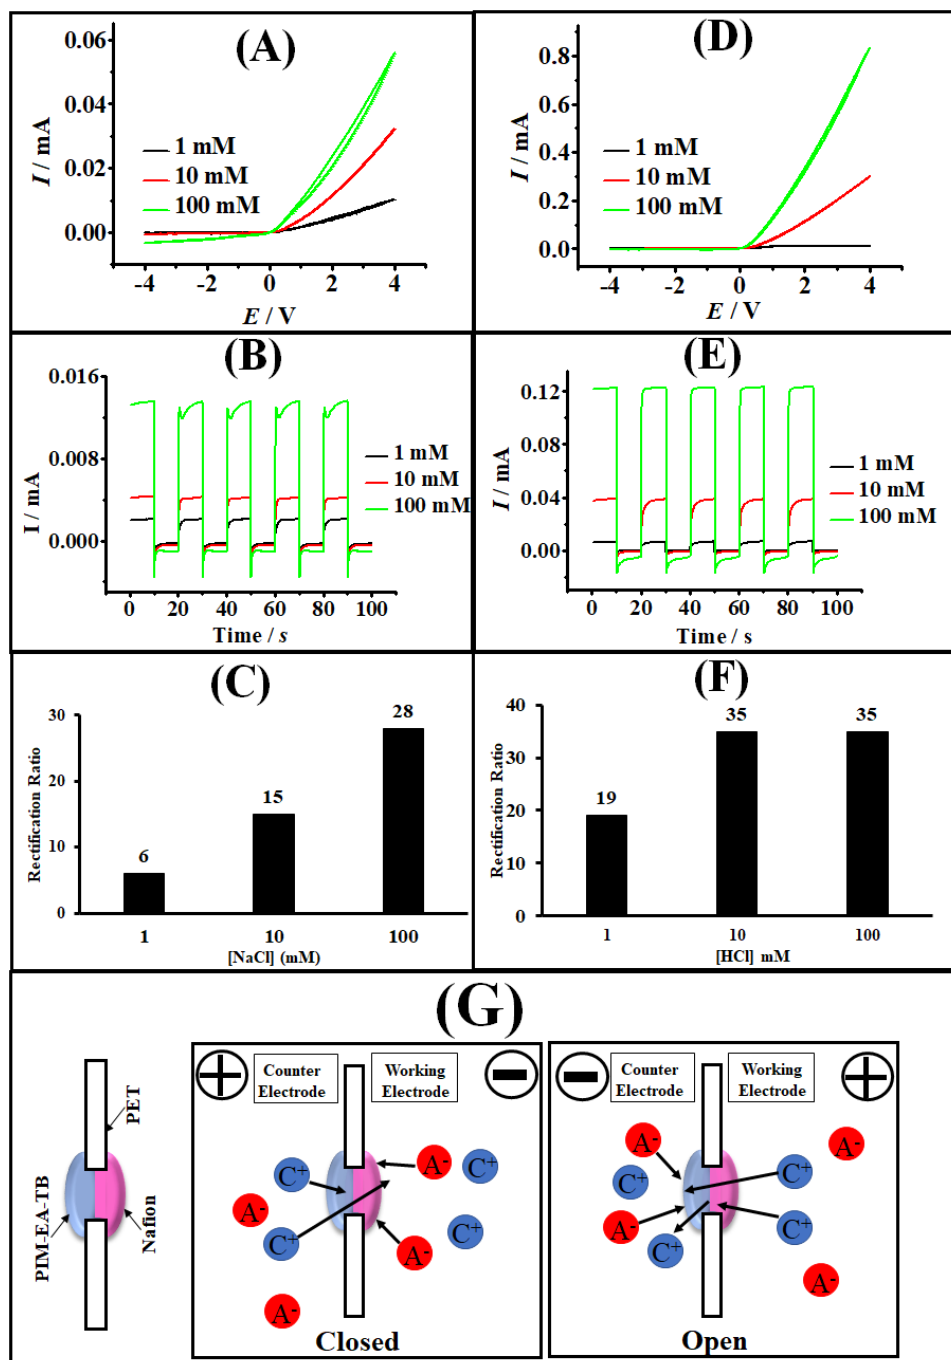 (A)
0.06
0.04
0.02
0.00
I / mA
1 mM
10 mM
100 mM
-4
-2
0
2
4
E / V
(D)
0.8
0.6
0.4
0.2
0.0
I / mA
1 mM
10 mM
100 mM
-4
-2
0
2
4
E / V
(B)
0.016
0.008
0.000
I / mA
1 mM
10 mM
100 mM
0
20
40
60
80
100
Time / s
(E)
0.12
0.08
0.04
0.00
I / mA
1 mM
10 mM
100 mM
0
20
40
60
80
100
Time / s
(C)
30
20
10
0
Rectification Ratio
6
15
28
1
10
100
[NaCl] (mM)
(F)
40
30
20
10
0
Rectification Ratio
19
35
35
1
10
100
[HCl] mM
(G)
PET
PIM-EA-TB
Nafion
Counter
Electrode
Working
Electrode
A-
C+
C+
A-
C+
A-
C+
A-
Closed
Counter
Electrode
Working
Electrode
A-
A-
C+
C+
A-
C+
C+
A-
Open